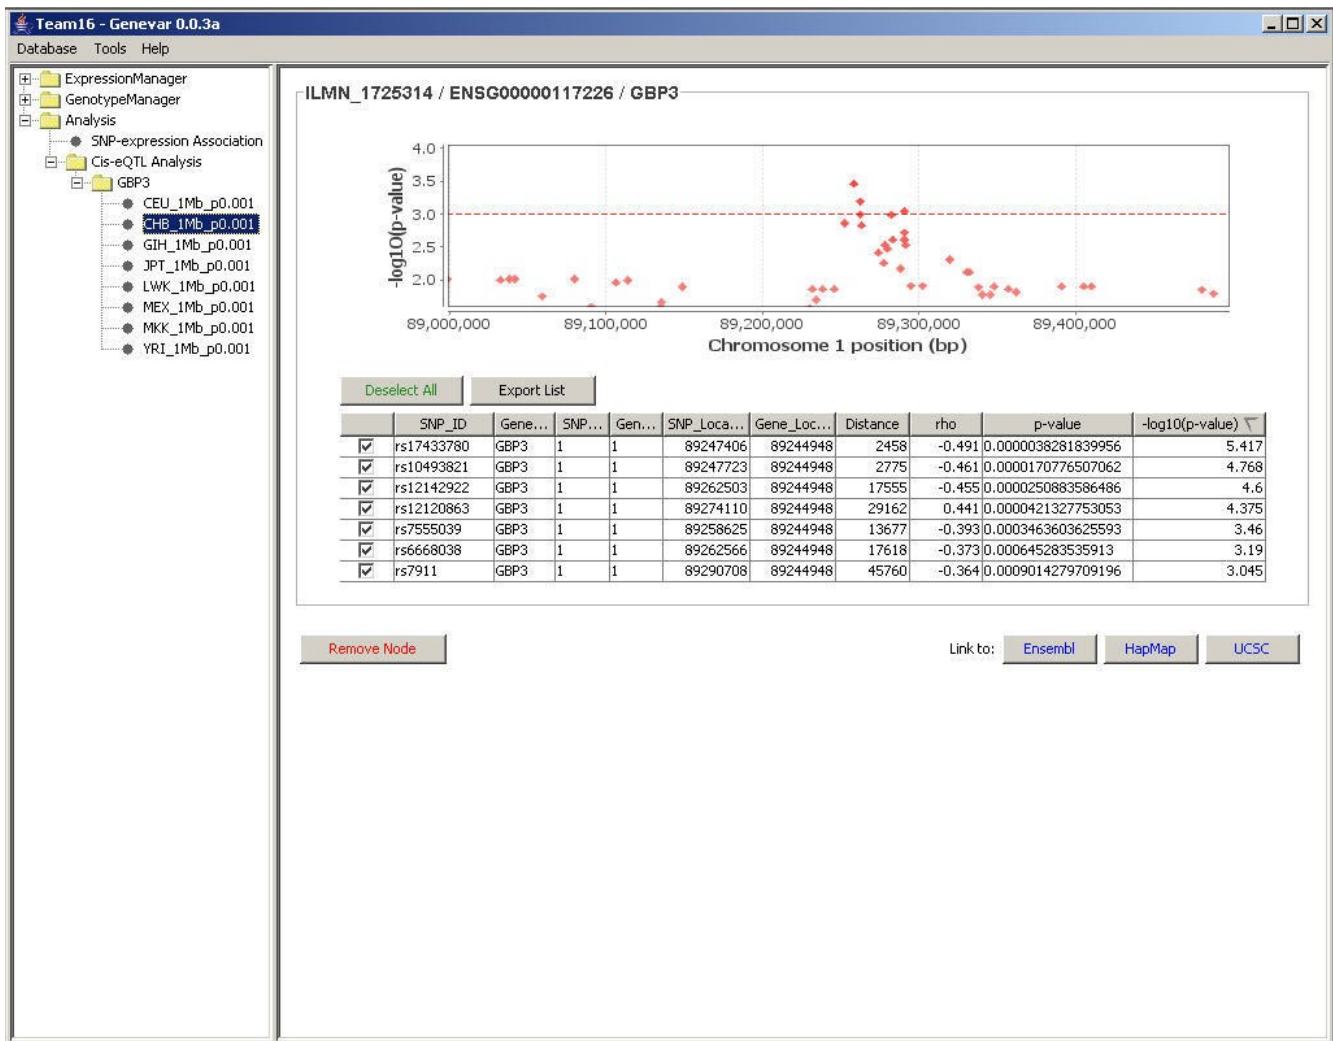 Team16 - Genevar 0.0.3a
Database Tools Help
ExpressionManager
GenotypeManager
Analysis
SNP-expression Association
Cis-eQTL Analysis
GBP3
CEU_1Mb_p0.001
CHB_1Mb_p0.001
GIH_1Mb_p0.001
JPT_1Mb_p0.001
LWK_1Mb_p0.001
MEX_1Mb_p0.001
MKK_1Mb_p0.001
YRI_1Mb_p0.001
ILMN_1725314 / ENSG00000117226 / GBP3
-log10(p-value)
4.0
3.5
3.0
2.5
2.0
89,000,000 89,100,000 89,200,000 89,300,000 89,400,000
Chromosome 1 position (bp)
Deselect All Export List
SNP_ID Gene... SNP... Gen... SNP_Loca... Gene_Loc... Distance rho p-value -log10(p-value)
rs17433780 GBP3 1 1 89247406 89244948 2458 -0.491 0.0000038281839956 5.417
rs10493821 GBP3 1 1 89247723 89244948 2775 -0.461 0.0000170776507062 4.768
rs12142922 GBP3 1 1 89262503 89244948 17555 -0.455 0.0000250883586486 4.6
rs12120863 GBP3 1 1 89274110 89244948 29162 0.441 0.0000421327753053 4.375
rs7555039 GBP3 1 1 89258625 89244948 13677 -0.393 0.0003463603625593 3.46
rs6668038 GBP3 1 1 89262566 89244948 17618 -0.373 0.000645283535913 3.19
rs7911 GBP3 1 1 89290708 89244948 45760 -0.364 0.0009014279709196 3.045
Remove Node Link to: Ensembl HapMap UCSC